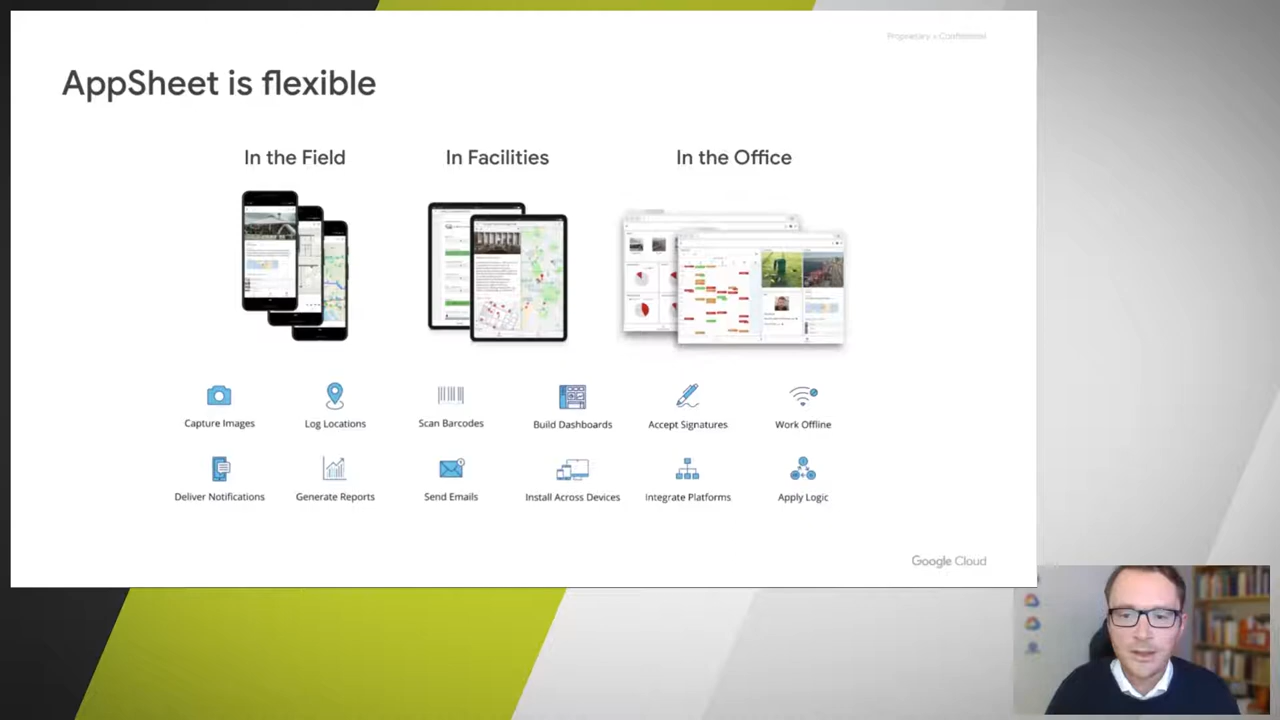 Proprietary + Confidential
AppSheet is flexible
In the Field
In Facilities
In the Office
Capture Images
Log Locations
Scan Barcodes
Build Dashboards
Accept Signatures
Work Offline
Deliver Notifications
Generate Reports
Send Emails
Install Across Devices
Integrate Platforms
Apply Logic
Google Cloud